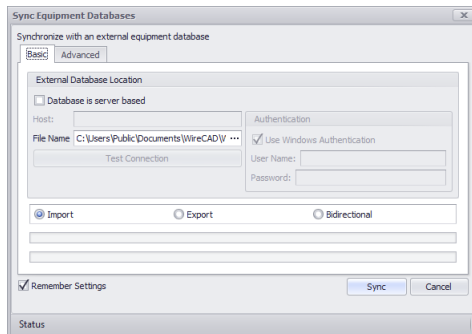 Sync Equipment Databases
Synchronize with an external equipment database
Basic Advanced
External Database Location
Database is server based
Host:
Authentication
File Name C:\Users\Public\Documents\WireCAD\V ...
Use Windows Authentication
Test Connection
User Name:
Password:
Import Export Bidirectional
Remember Settings
Sync Cancel
Status